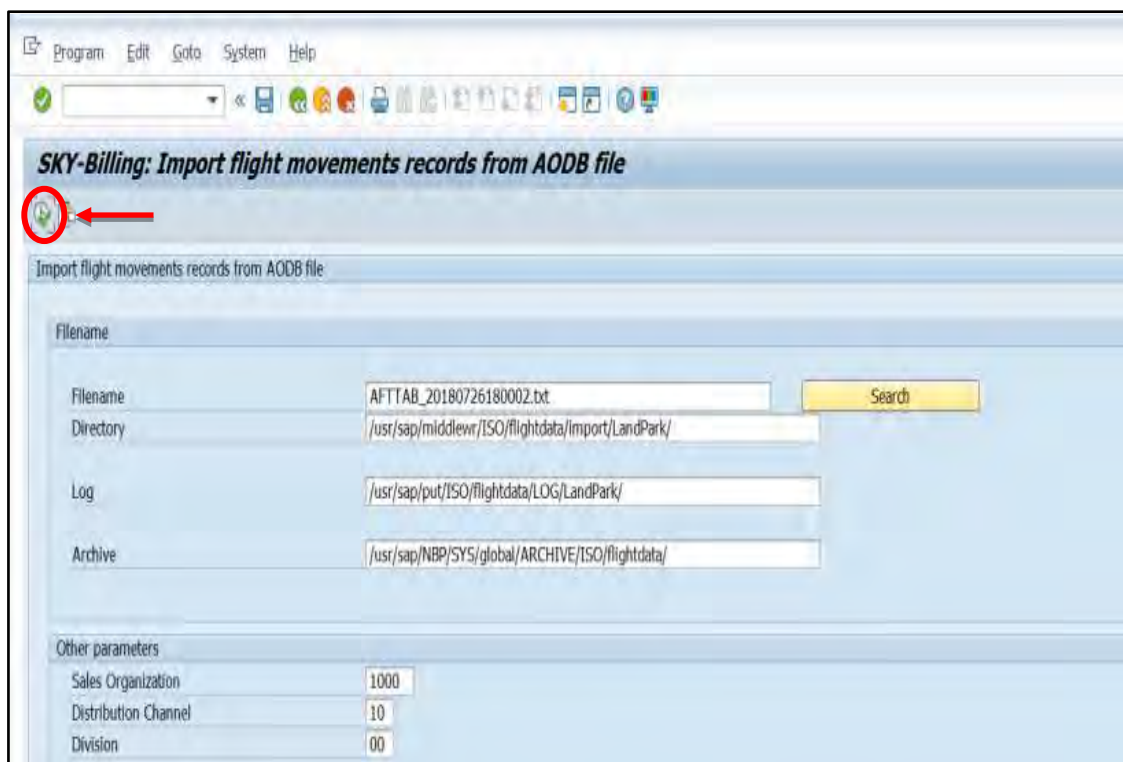 Program Edit Goto System Help
SKY-Billing: Import flight movements records from AODB file
Import flight movements records from AODB file
Filename
Filename AFTTAB_20180726180002.txt Search
Directory /usr/sap/middlewr/ISO/flightdata/import/LandPark/
Log /usr/sap/put/ISO/flightdata/LOG/LandPark/
Archive /usr/sap/NBP/SYS/global/ARCHIVE/ISO/flightdata/
Other parameters
Sales Organization 1000
Distribution Channel 10
Division 00